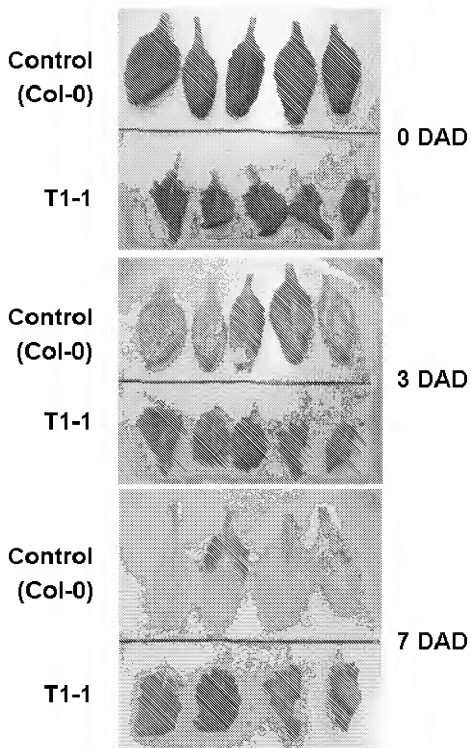 Control
(Col-0)
0 DAD
T1-1
Control
(Col-0)
3 DAD
T1-1
Control
(Col-0)
7 DAD
T1-1